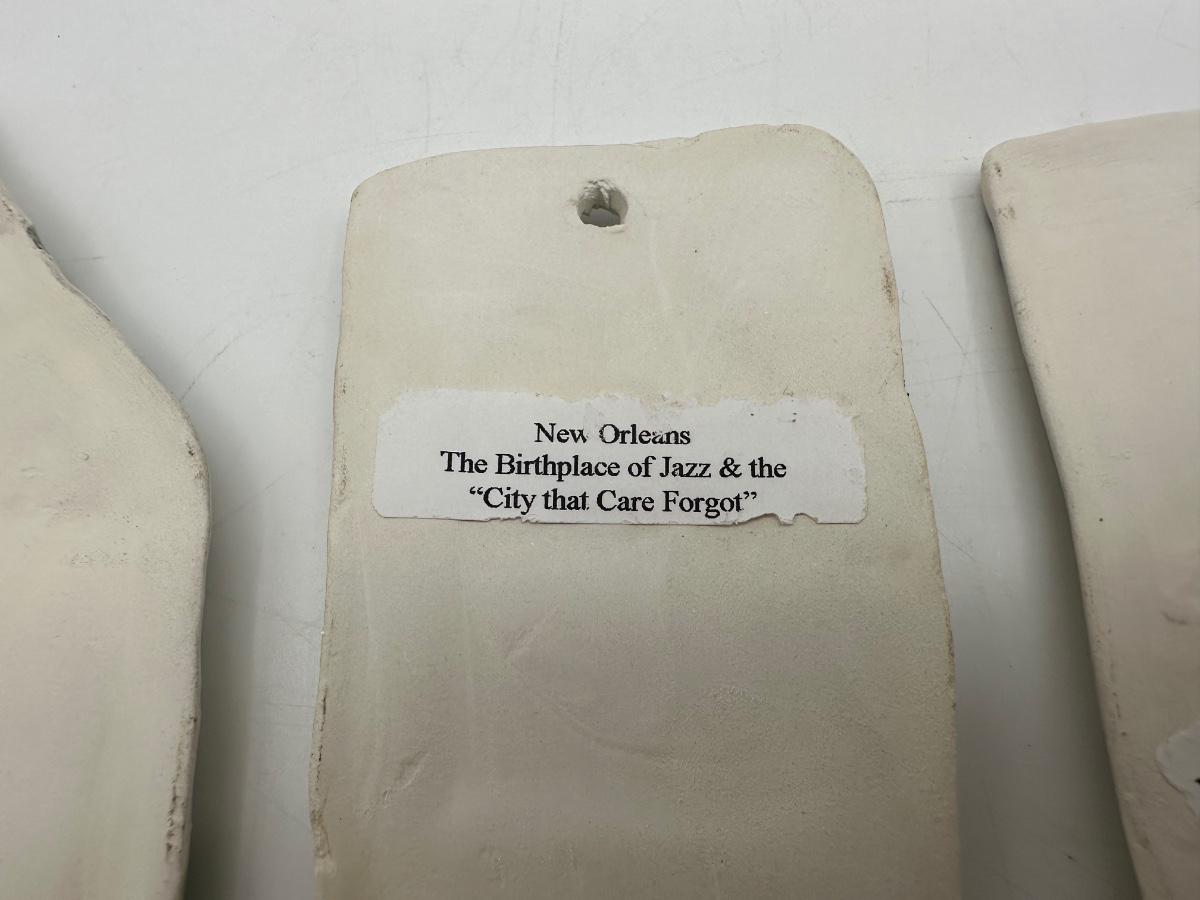 New Orleans
The Birthplace of Jazz & the
“City that Care Forgot”